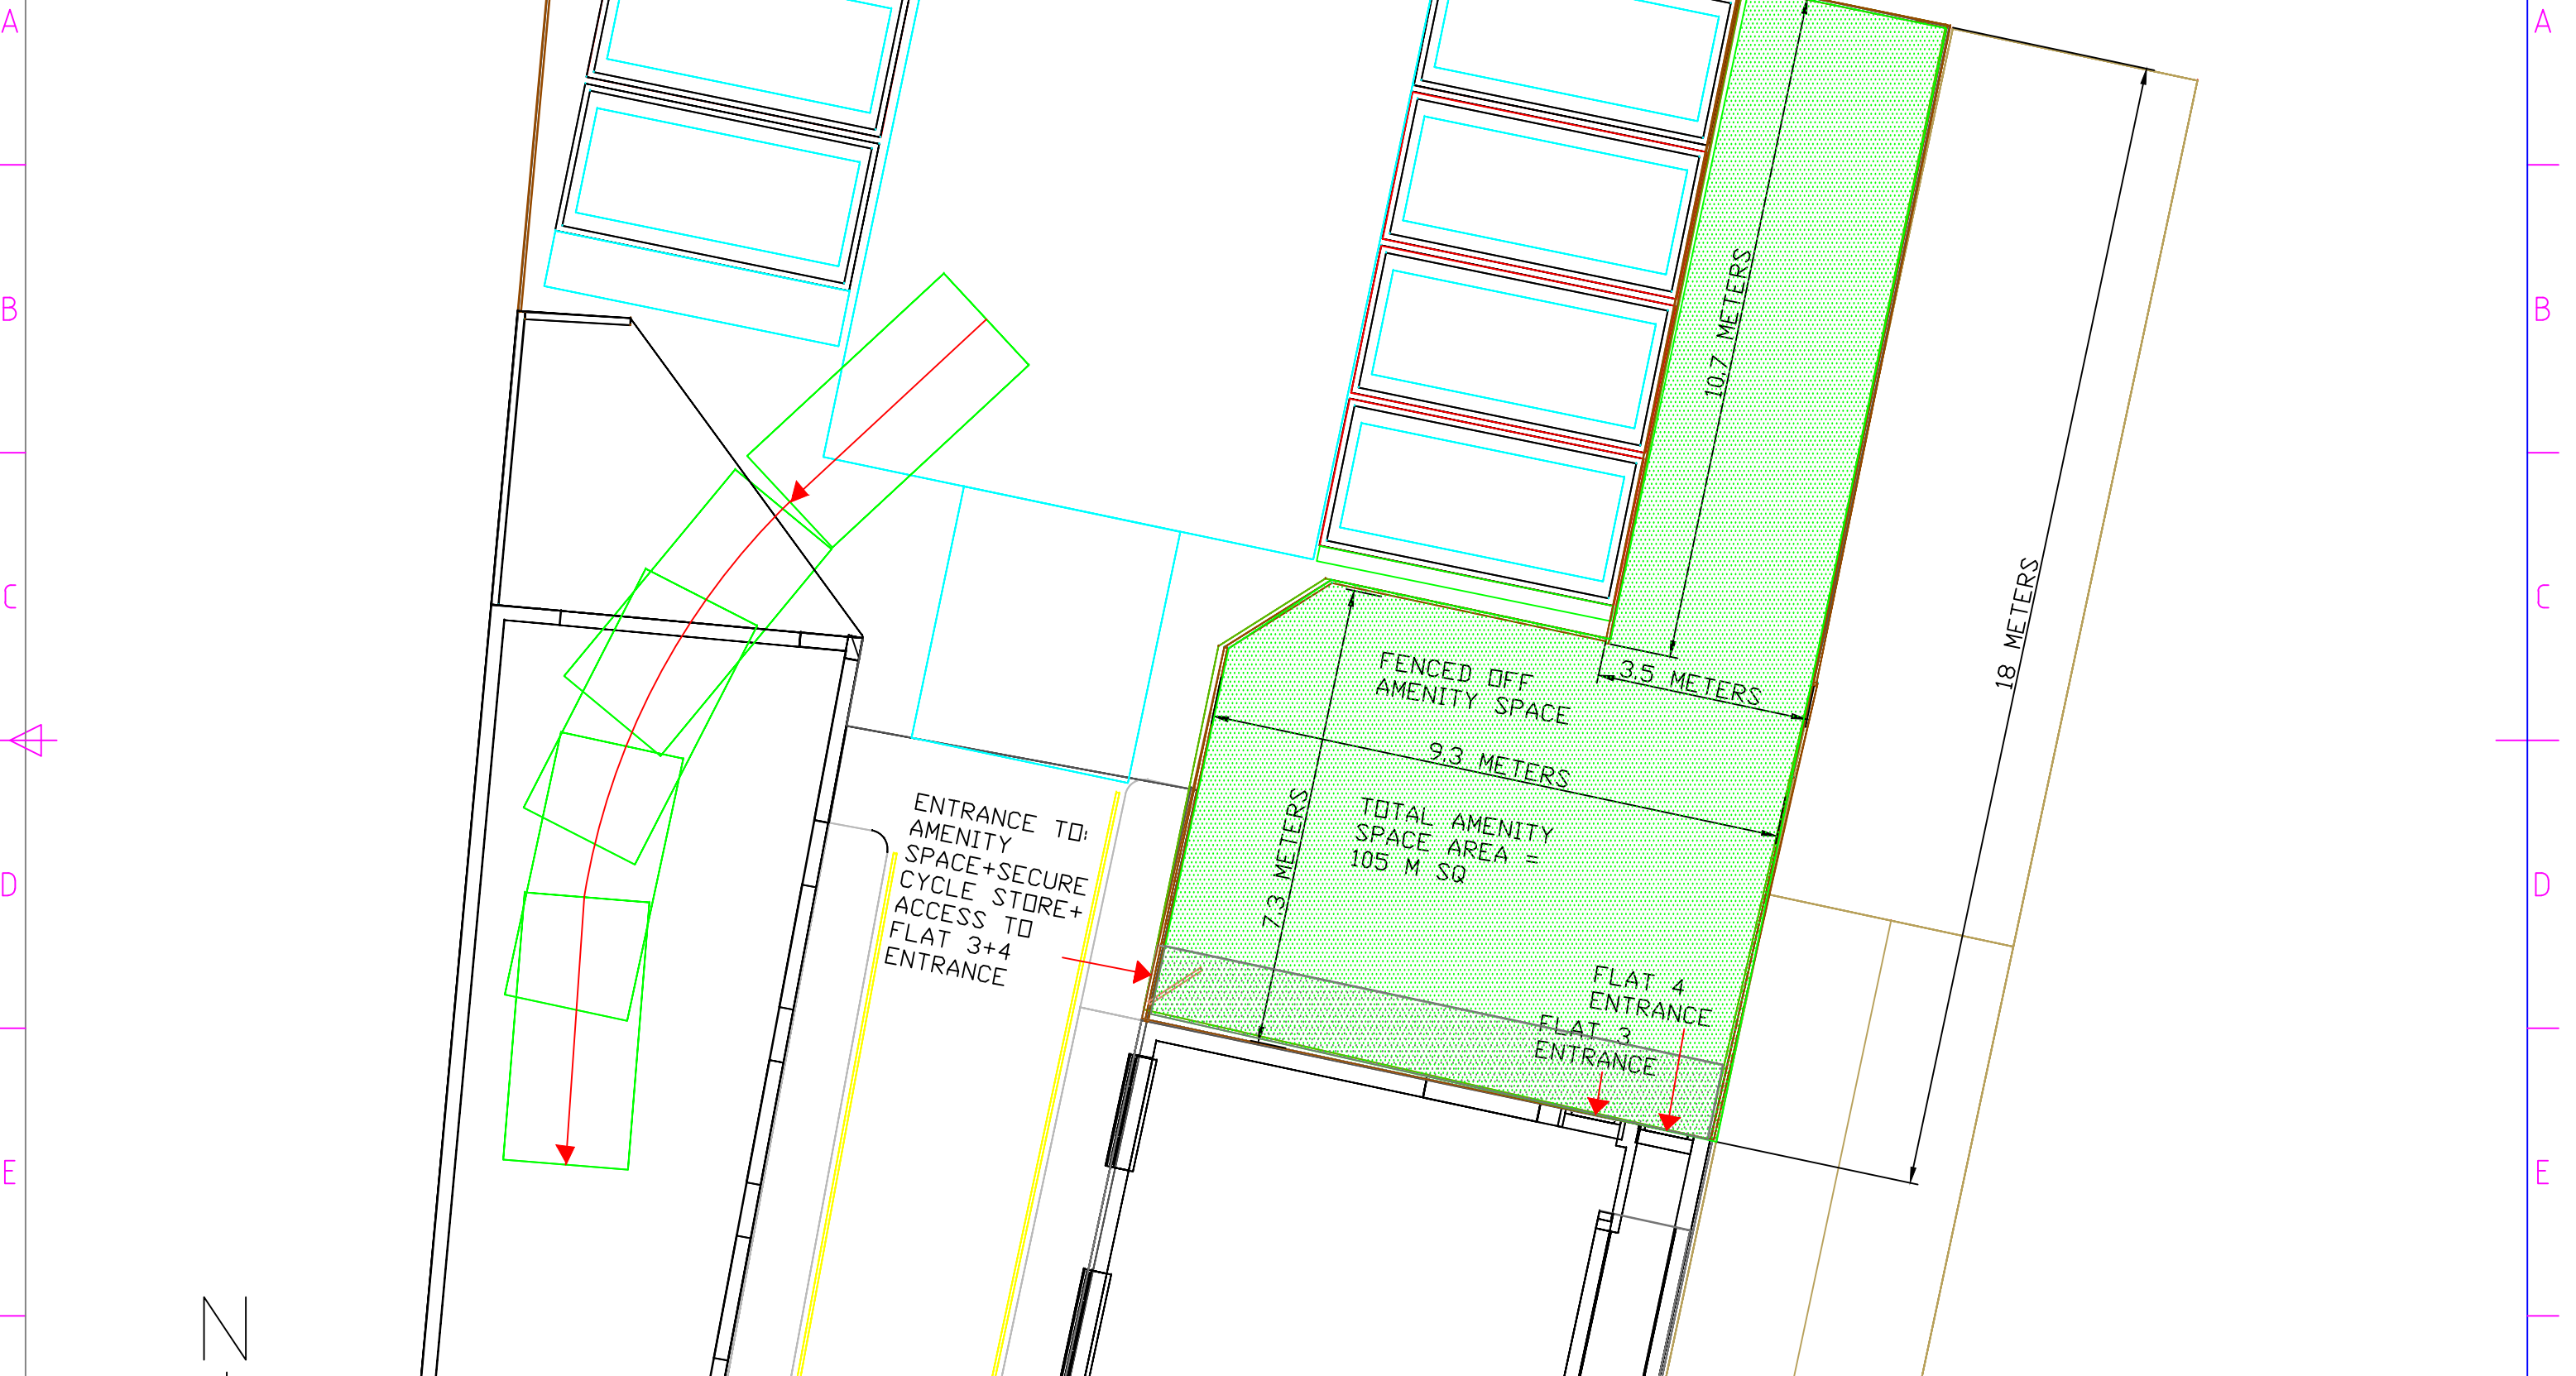 A
A
10.7 METERS
B
B
18 METERS
C
C
FENCED OFF
AMENITY SPACE
3.5 METERS
9.3 METERS
7.3 METERS
TOTAL AMENITY
SPACE AREA =
105 M SQ
ENTRANCE TO:
AMENITY
SPACE+SECURE
CYCLE STORE+
ACCESS TO
FLAT 3+4
ENTRANCE
D
D
FLAT 4
ENTRANCE
FLAT 3
ENTRANCE
E
E
N